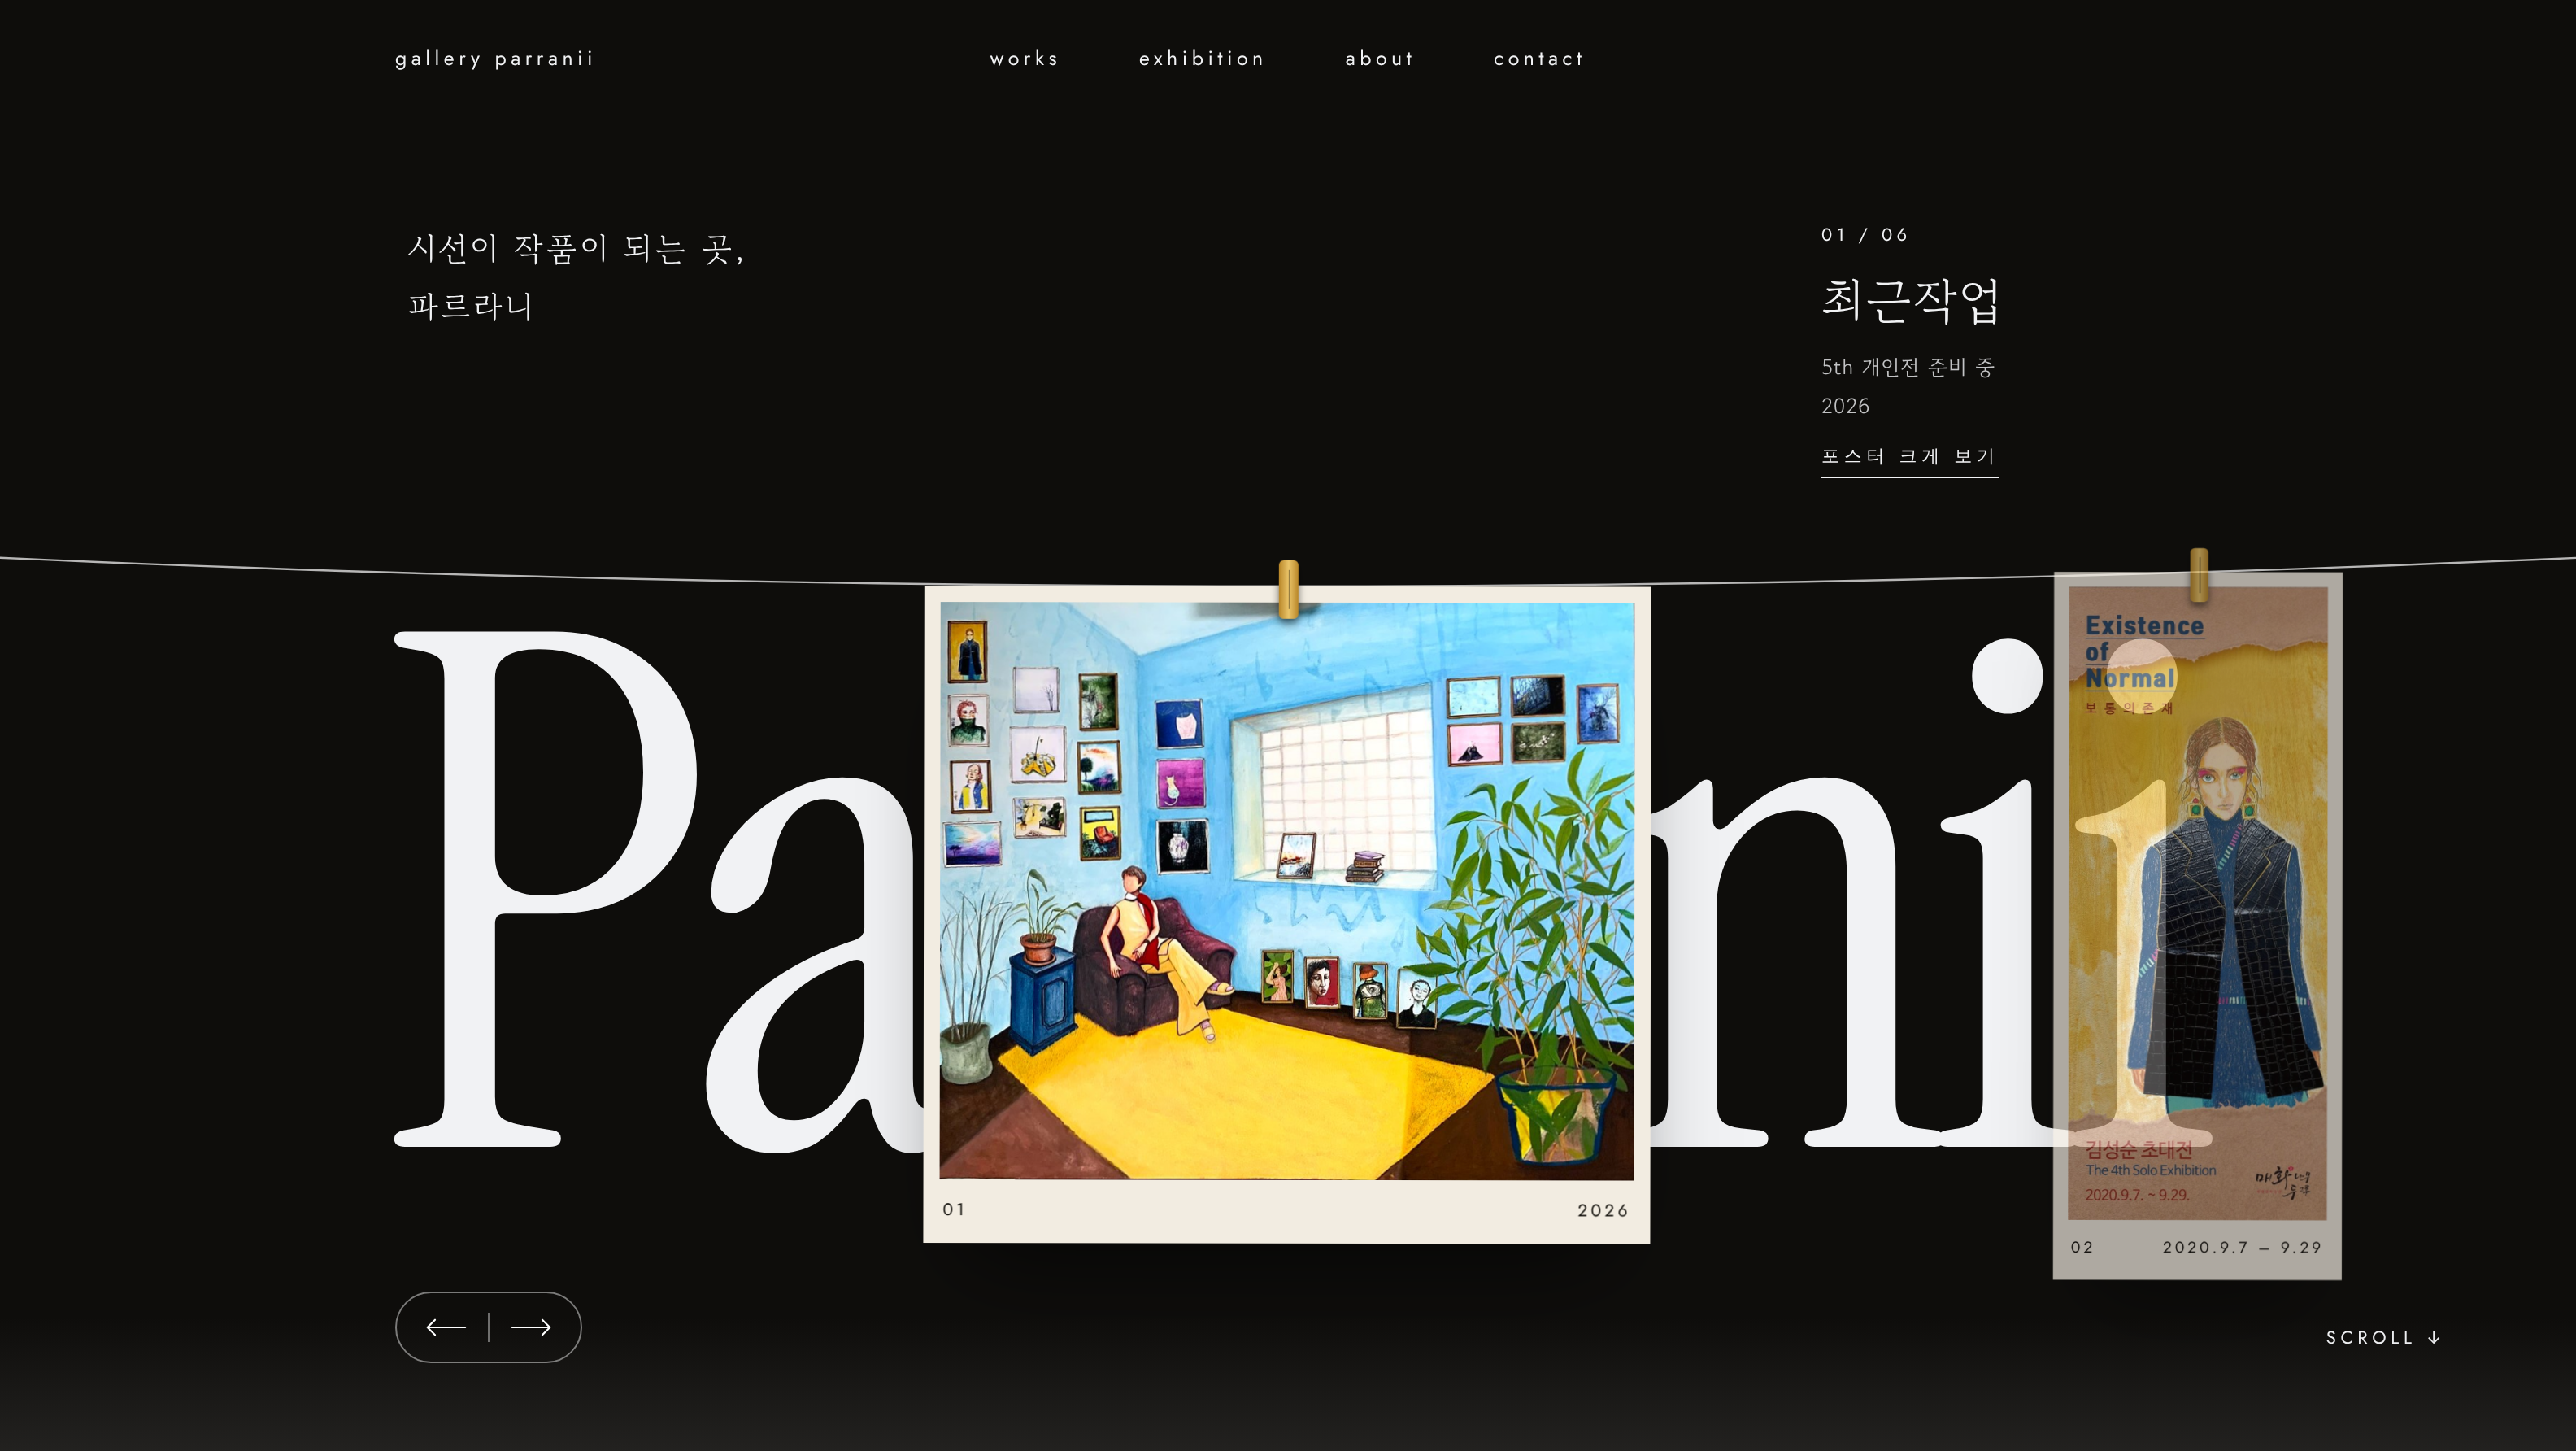 gallery parranii
works exhibition about contact
시선이 작품이 되는 곳,
파르라니
01 / 06
최근작업
5th 개인전 준비 중
2026
포스터 크게 보기
Pa
nii
01 2026
Existence
of
Normal
보통의 존재
김성순 초대전
The 4th Solo Exhibition
2020.9.7. ~ 9.29.
02 2020.9.7 – 9.29
SCROLL ↓